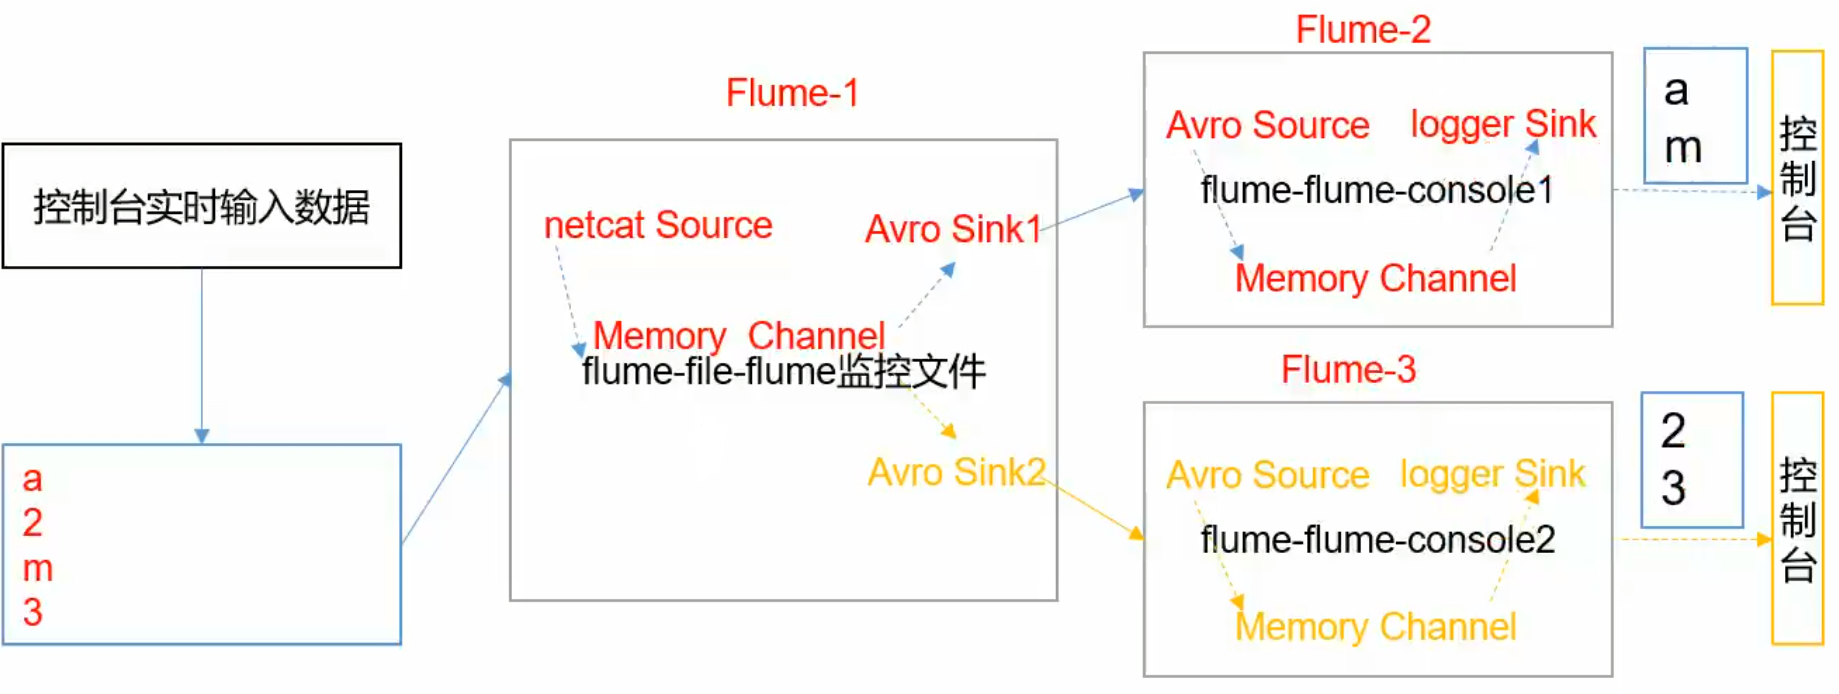 控制台实时输入数据
a
2
m
3
Flume-1
netcat Source
Avro Sink1
Memory Channel
flume-file-flume监控文件
Avro Sink2
Flume-2
Avro Source
logger Sink
flume-flume-console1
Memory Channel
a
m
控制台
Flume-3
Avro Source
logger Sink
flume-flume-console2
Memory Channel
2
3
控制台